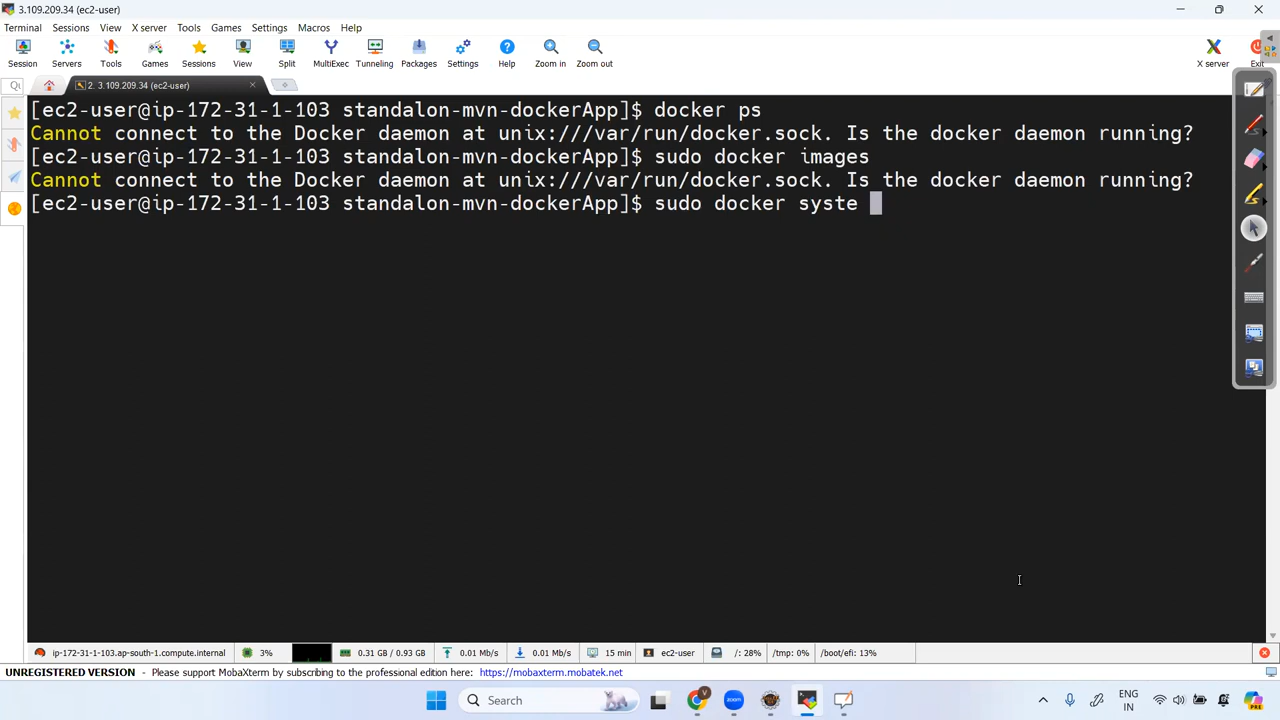 3.109.209.34 (ec2-user)
Terminal Sessions View X server Tools Games Settings Macros Help
Session Servers Tools Games Sessions View Split MultiExec Tunneling Packages Settings Help Zoom in Zoom out X server Exit
2. 3.109.209.34 (ec2-user)
[ec2-user@ip-172-31-1-103 standalon-mvn-dockerApp]$ docker ps
Cannot connect to the Docker daemon at unix:///var/run/docker.sock. Is the docker daemon running?
[ec2-user@ip-172-31-1-103 standalon-mvn-dockerApp]$ sudo docker images
Cannot connect to the Docker daemon at unix:///var/run/docker.sock. Is the docker daemon running?
[ec2-user@ip-172-31-1-103 standalon-mvn-dockerApp]$ sudo docker syste
ip-172-31-1-103.ap-south-1.compute.internal 3% 0.31 GB / 0.93 GB 0.01 Mb/s 0.01 Mb/s 15 min ec2-user /: 28% /tmp: 0% /boot/efi: 13%
UNREGISTERED VERSION - Please support MobaXterm by subscribing to the professional edition here: https://mobaxterm.mobatek.net
Search ENG
IN